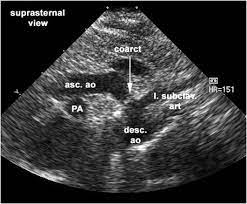 suprasternal
view
coarct
asc. ao
l. subclav.
art
HR=151
PA
desc.
ao